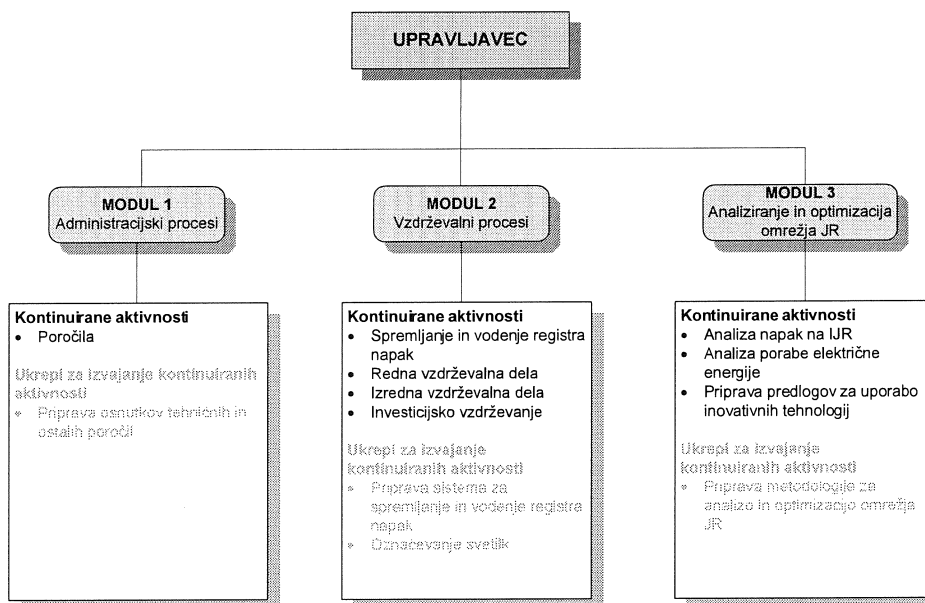 UPRAVLJAVEC
MODUL 1
Administracijski procesi
MODUL 2
Vzdrževalni procesi
MODUL 3
Analiziranje in optimizacija
omrežja JR
Kontinuirane aktivnosti
• Poročila
Ukrepi za izvajanje kontinuiranih
aktivnosti
• Priprava osnutkov tehničnih in
ostalih poročil
Kontinuirane aktivnosti
• Spremljanje in vodenje registra
napak
• Redna vzdrževalna dela
• Izredna vzdrževalna dela
• Investicijsko vzdrževanje
Ukrepi za izvajanje
kontinuiranih aktivnosti
• Priprava sistema za
spremljanje in vodenje registra
napak
• Označevanje svetilk
Kontinuirane aktivnosti
• Analiza napak na IJR
• Analiza porabe električne
energije
• Priprava predlogov za uporabo
inovativnih tehnologij
Ukrepi za izvajanje
kontinuiranih aktivnosti
• Priprava metodologije za
analizo in optimizacijo omrežja
JR